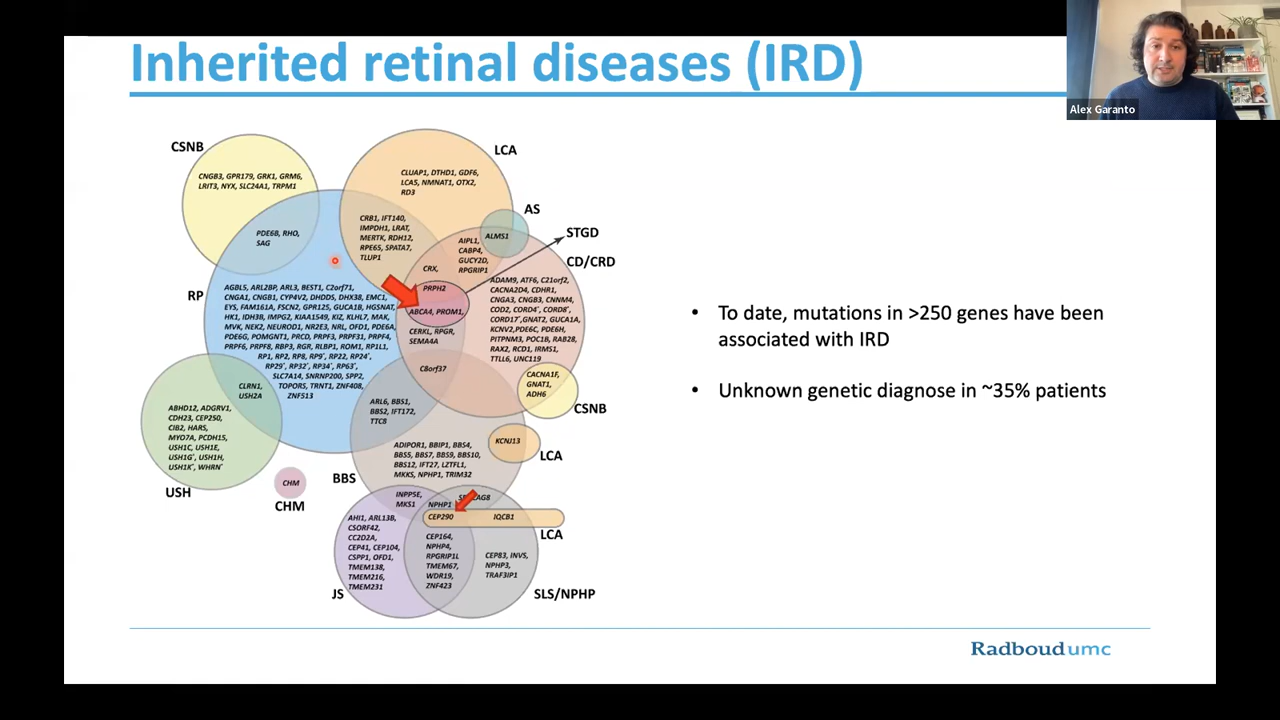 Inherited retinal diseases (IRD)
Alex Garanto
CSNB
CNGB3, GPR179, GRK1, GRM6,
LRIT3, NYX, SLC24A1, TRPM1
LCA
CLUAP1, DTHD1, GDF6,
LCA5, NMNAT1, OTX2,
RD3
PDE6B, RHO,
SAG
CRB1, IFT140,
IMPDH1, LRAT,
MERTK, RDH12,
RPE65, SPATA7,
TLUP1
AS
ALMS1
AIPL1,
CABP4,
GUCY2D,
RPGRIP1
STGD
CD/CRD
CRX,
PRPH2
ABCA4, PROM1,
CERKL, RPGR,
SEMA4A
C8orf37
ADAM9, ATF6, C21orf2,
CACNA2D4, CDHR1,
CNGA3, CNGB3, CNNM4,
COD2, CORD4*, CORD8*,
CORD17*,GNAT2, GUCA1A,
KCNV2,PDE6C, PDE6H,
PITPNM3, POC1B, RAB28,
RAX2, RCD1, IRMS1,
TTLL6, UNC119
RP
AGBL5, ARL2BP, ARL3, BEST1, C2orf71,
CNGA1, CNGB1, CYP4V2, DHDDS, DHX38, EMC1,
EYS, FAM161A, FSCN2, GPR125, GUCA1B, HGSNAT,
HK1, IDH3B, IMPG2, KIAA1549, KIZ, KLHL7, MAK,
MVK, NEK2, NEUROD1, NR2E3, NRL, OFD1, PDE6A,
PDE6G, POMGNT1, PRCD, PRPF3, PRPF31, PRPF4,
PRPF6, PRPF8, RBP3, RGR, RLBP1, ROM1, RP1L1,
RP1, RP2, RP8, RP9*, RP22, RP24*,
RP29*, RP32*, RP34*, RP63*,
SLC7A14, SNRNP200, SPP2,
TOPORS, TRNT1, ZNF408,
ZNF513
CLRN1,
USH2A
ABHD12, ADGRV1,
CDH23, CEP250,
CIB2, HARS,
MYO7A, PCDH15,
USH1C, USH1E,
USH1G*, USH1H,
USH1K*, WHRN*
USH
CHM
CHM
CACNA1F,
GNAT1,
ADH6
CSNB
ARL6, BBS1,
BBS2, IFT172,
TTC8
KCNJ13
LCA
ADIPOR1, BBIP1, BBS4,
BBS5, BBS7, BBS9, BBS10,
BBS12, IFT27, LZTFL1,
MKKS, NPHP1, TRIM32
BBS
INPP5E,
MKS1
NPHP1
CEP290
IQCB1
LCA
AHI1, ARL13B,
C5ORF42,
CC2D2A,
CEP41, CEP104,
CSPP1, OFD1,
TMEM138,
TMEM216,
TMEM231
JS
CEP164,
NPHP4,
RPGRIP1L
TMEM67,
WDR19,
ZNF423
CEP83, INVS,
NPHP3,
TRAF3IP1
SLS/NPHP
• To date, mutations in >250 genes have been
associated with IRD
• Unknown genetic diagnose in ~35% patients
Radboudumc